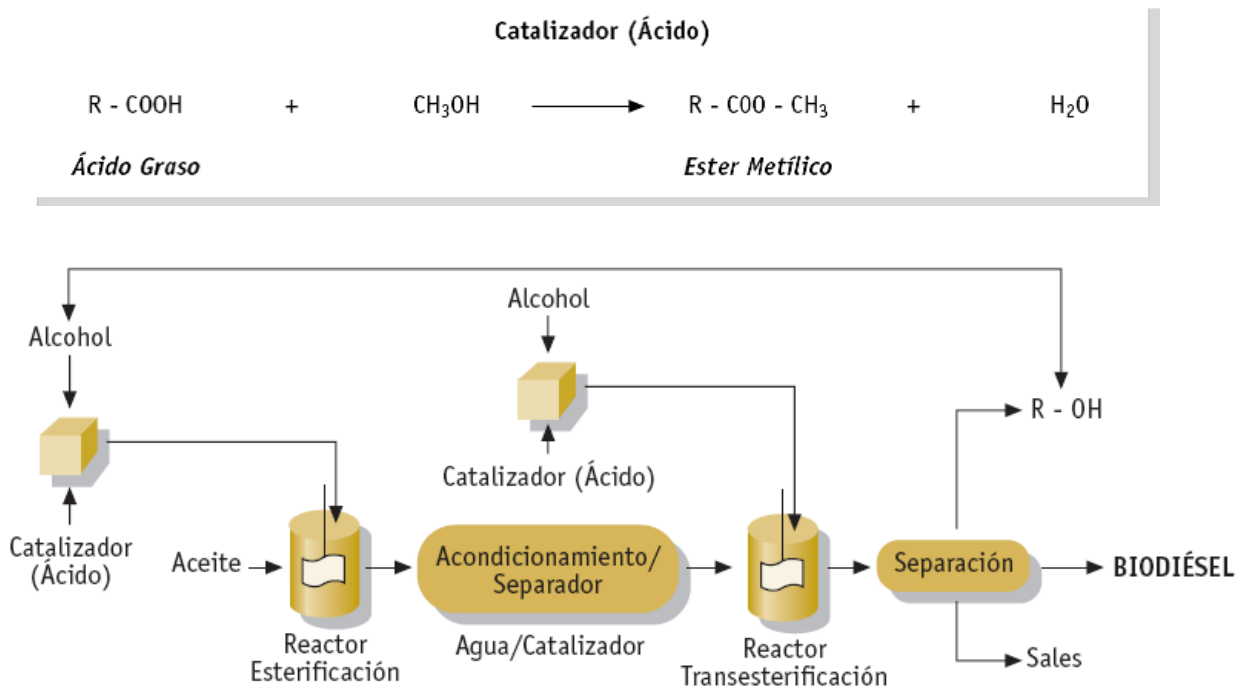 Catalizador (Ácido)
R - COOH + CH₃OH R - COO - CH₃ + H₂O
Ácido Graso Ester Metílico
Alcohol
Alcohol
R - OH
Catalizador (Ácido)
Catalizador
(Ácido)
Aceite
Acondicionamiento/
Separador
Separación
BIODIÉSEL
Reactor
Esterificación
Agua/Catalizador
Reactor
Transesterificación
Sales